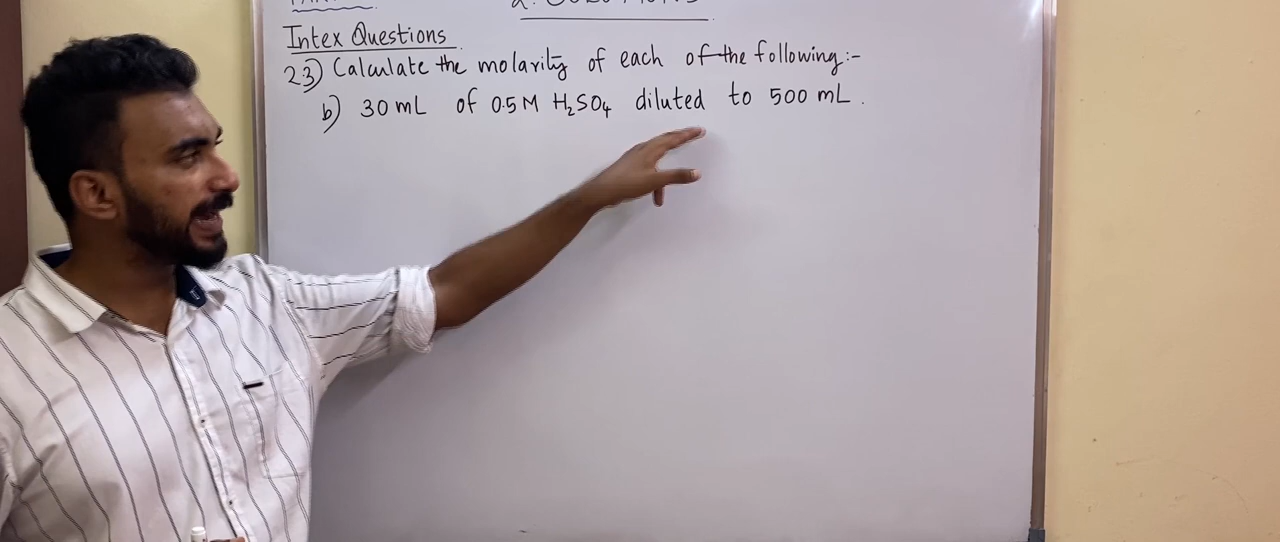 Intex Questions
23) Calculate the molarity of each of the following:-
b) 30 mL of 0.5 M H₂SO₄ diluted to 500 mL.